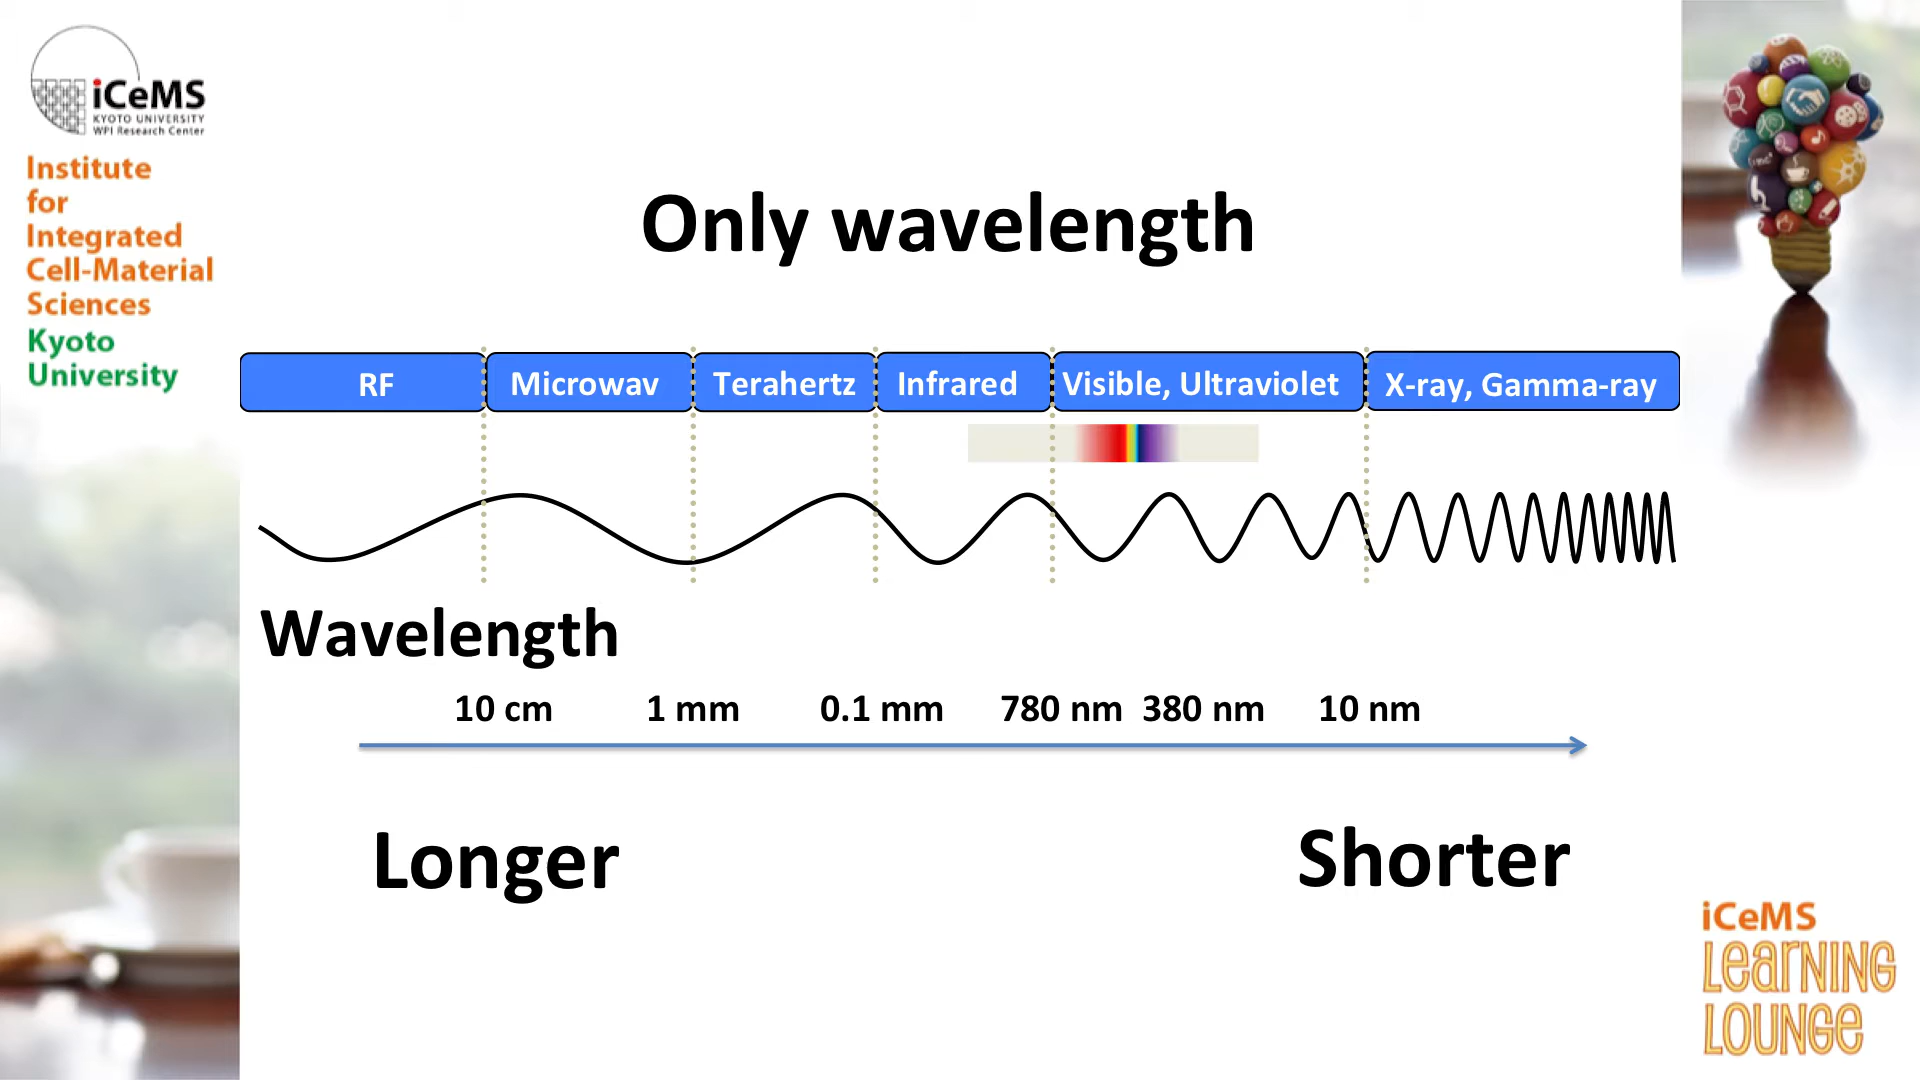 iCeMS
KYOTO UNIVERSITY
WPI Research Center
Institute
for
Integrated
Cell-Material
Sciences
Kyoto
University
Only wavelength
RF Microwav Terahertz Infrared Visible, Ultraviolet X-ray, Gamma-ray
Wavelength
10 cm 1 mm 0.1 mm 780 nm 380 nm 10 nm
Longer Shorter
iCeMS
LeaRNING
LOUNGe